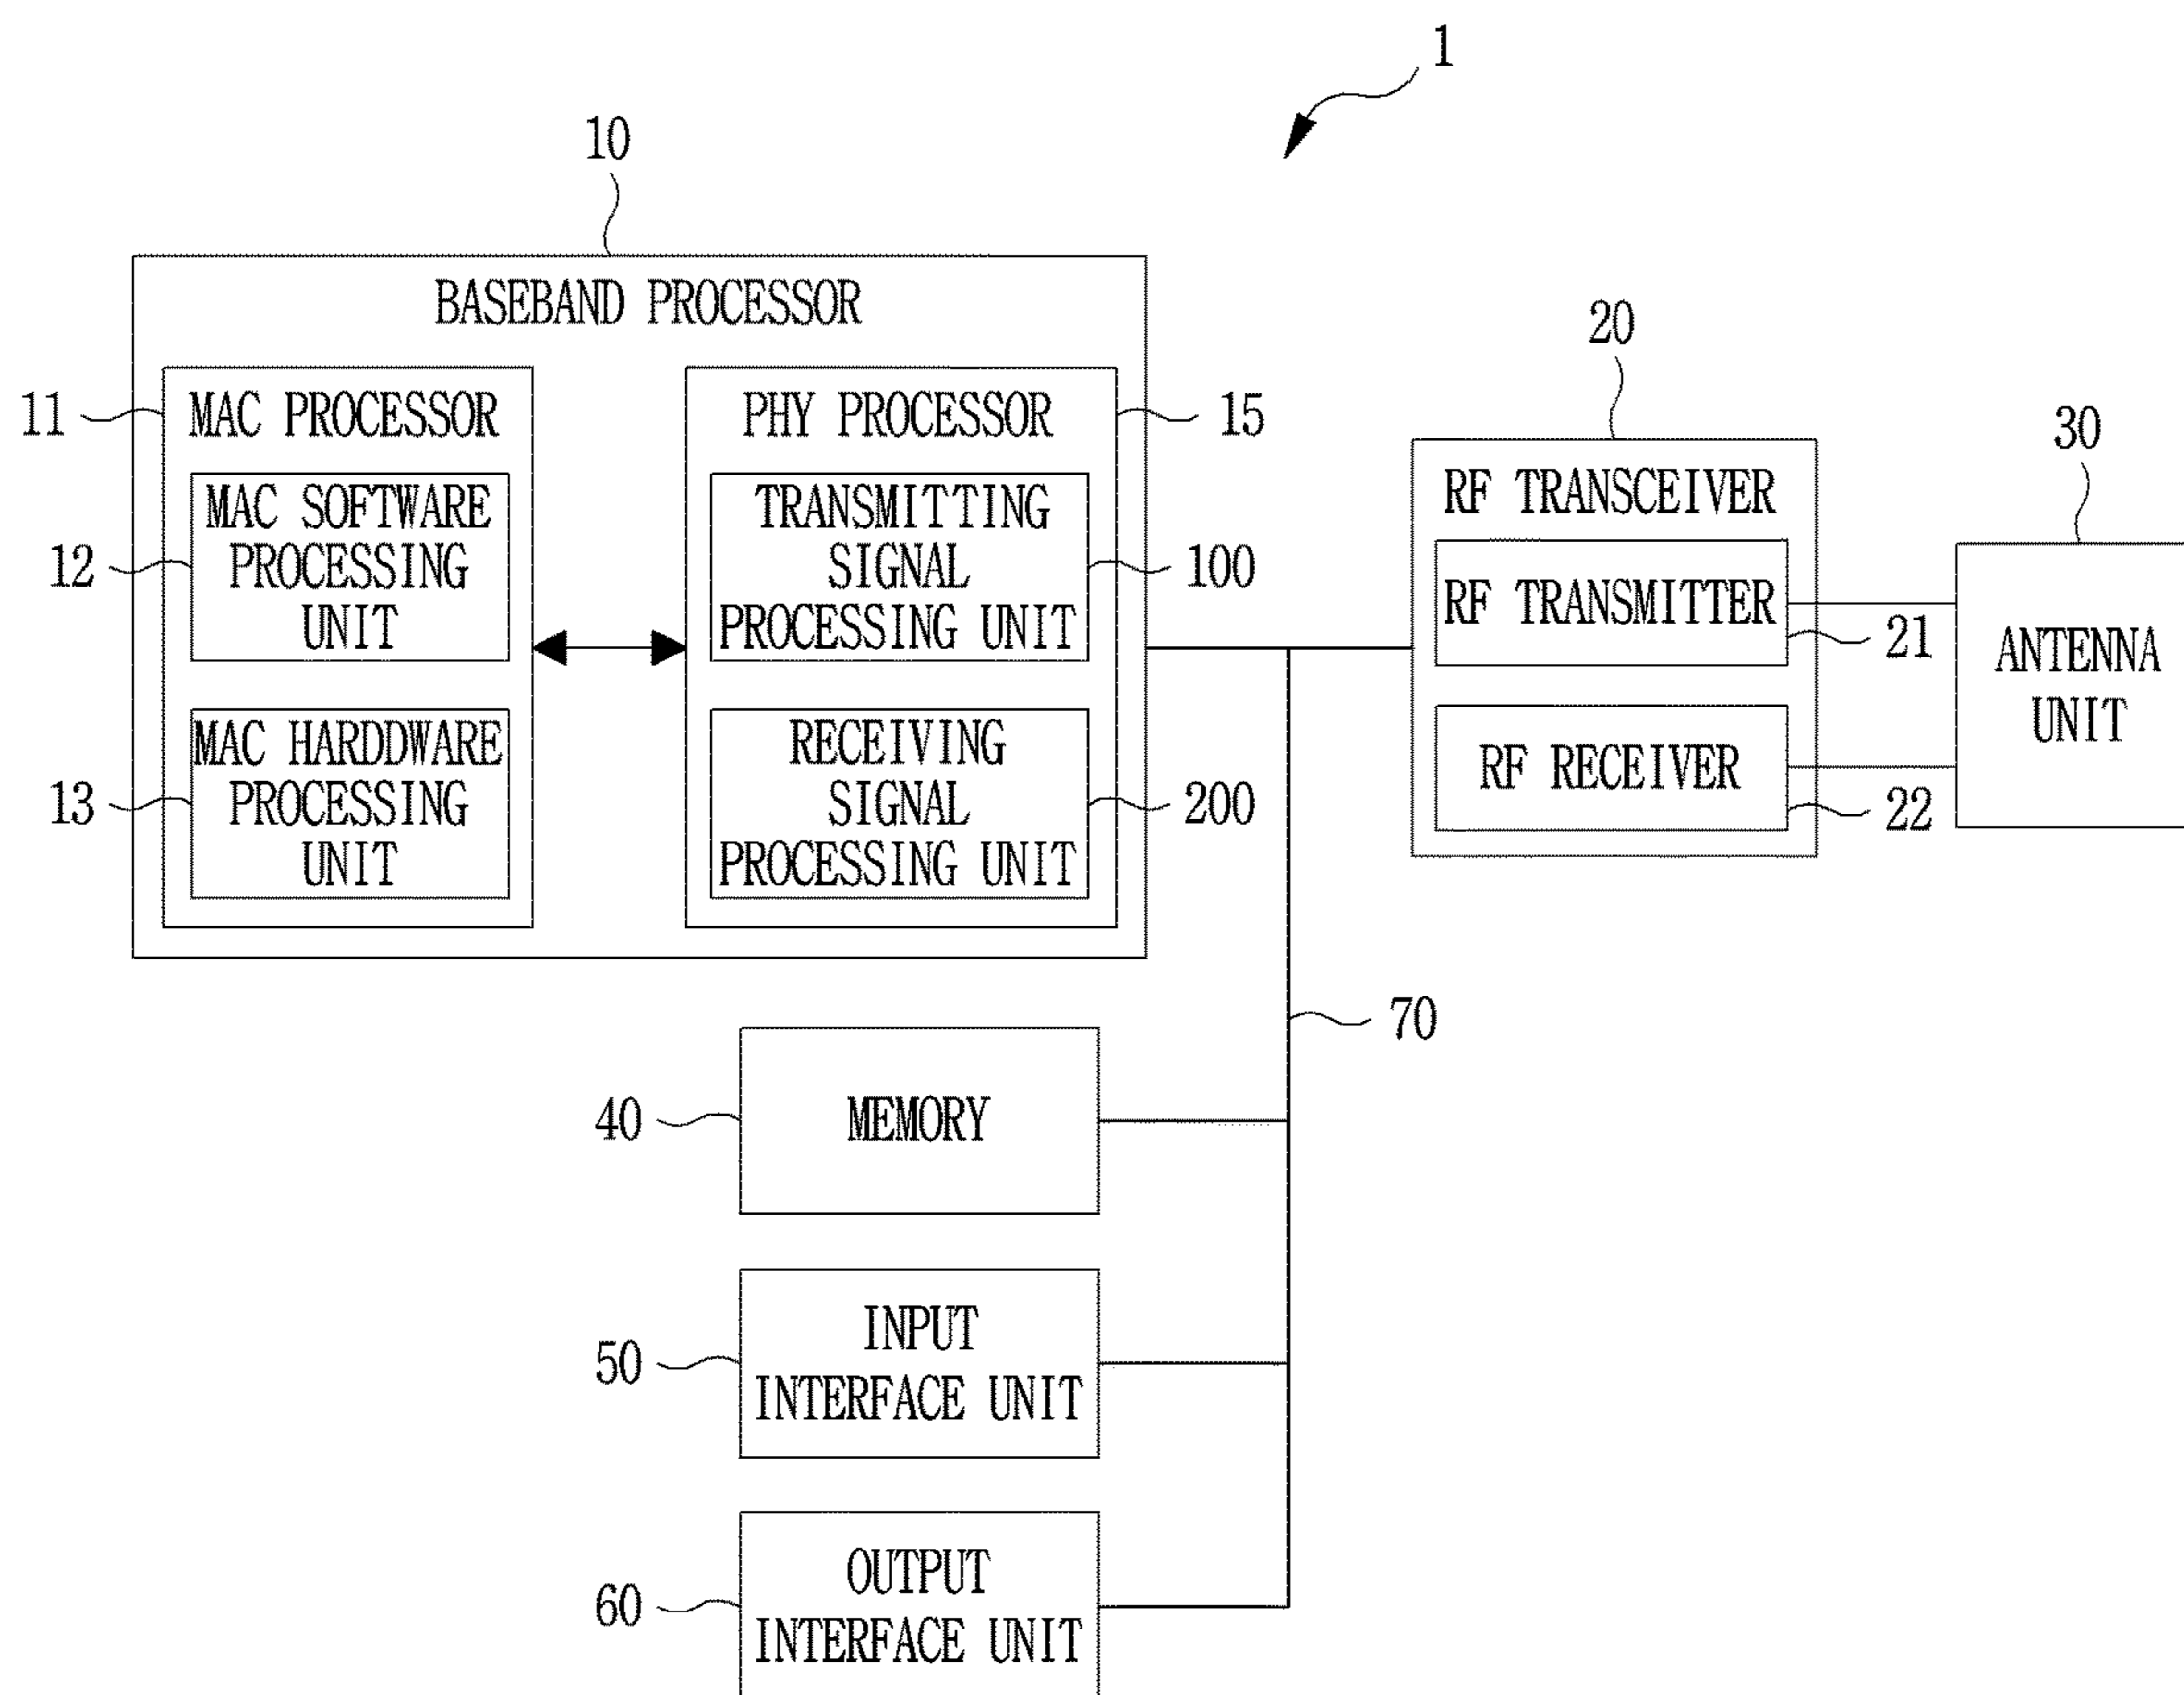 1
10
BASEBAND PROCESSOR
20
11
MAC PROCESSOR
PHY PROCESSOR
15
30
RF TRANSCEIVER
12
MAC SOFTWARE
PROCESSING
UNIT
TRANSMITTING
SIGNAL
PROCESSING UNIT
100
RF TRANSMITTER
21
ANTENNA
UNIT
13
MAC HARDDWARE
PROCESSING
UNIT
RECEIVING
SIGNAL
PROCESSING UNIT
200
RF RECEIVER
22
70
40
MEMORY
50
INPUT
INTERFACE UNIT
60
OUTPUT
INTERFACE UNIT